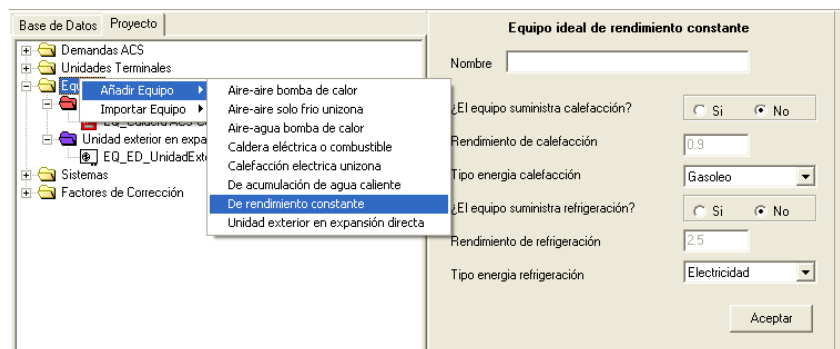 Base de Datos Proyecto
Demandas ACS
Unidades Terminales
Añadir Equipo
Importar Equipo
Unidad exterior en expa
EQ_ED_UnidadExt
Sistemas
Factores de Corrección
Aire-aire bomba de calor
Aire-aire solo frio unizona
Aire-agua bomba de calor
Caldera eléctrica o combustible
Calefacción electrica unizona
De acumulación de agua caliente
De rendimiento constante
Unidad exterior en expansión directa
Equipo ideal de rendimiento constante
Nombre
¿El equipo suministra calefacción? Si No
Rendimiento de calefacción 0.9
Tipo energia calefacción Gasoleo
¿El equipo suministra refrigeración? Si No
Rendimiento de refrigeración 2.5
Tipo energia refrigeración Electricidad
Aceptar